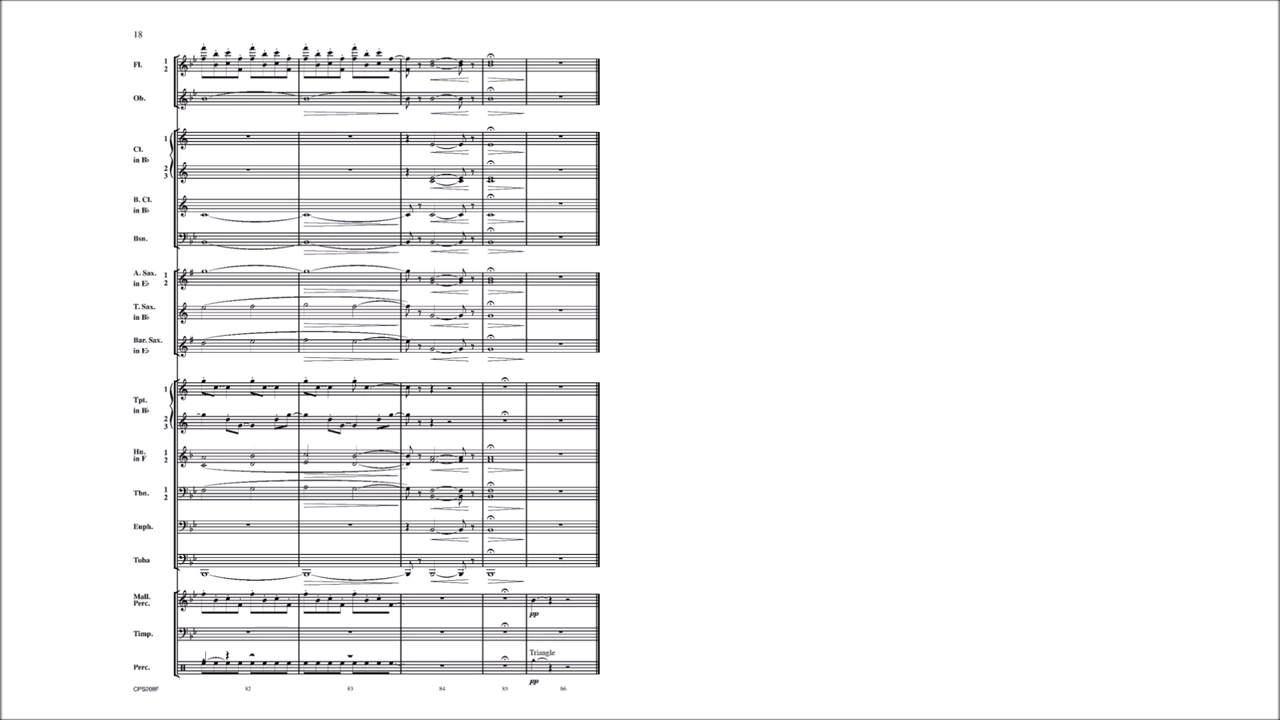 18
Fl. 1 2
Ob.
Cl. in B♭ 1 2 3
B. Cl. in B♭
Bsn.
A. Sax. in E♭ 1 2
T. Sax. in B♭
Bar. Sax. in E♭
Tpt. in B♭ 1 2 3
Hn. in F 1 2
Tbn. 1 2
Euph.
Tuba
Mall. Perc.
pp
Timp.
Triangle
Perc.
pp
CPS208F 82 83 84 85 86